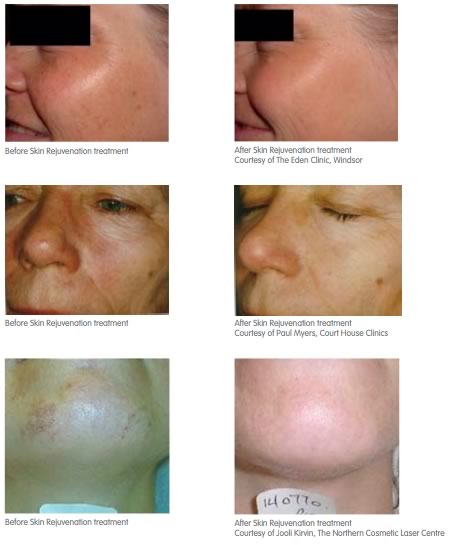 Before Skin Rejuvenation treatment
After Skin Rejuvenation treatment
Courtesy of The Eden Clinic, Windsor
Before Skin Rejuvenation treatment
After Skin Rejuvenation treatment
Courtesy of Paul Myers, Court House Clinics
140770.
Before Skin Rejuvenation treatment
After Skin Rejuvenation treatment
Courtesy of Jooli Kirvin, The Northern Cosmetic Laser Centre